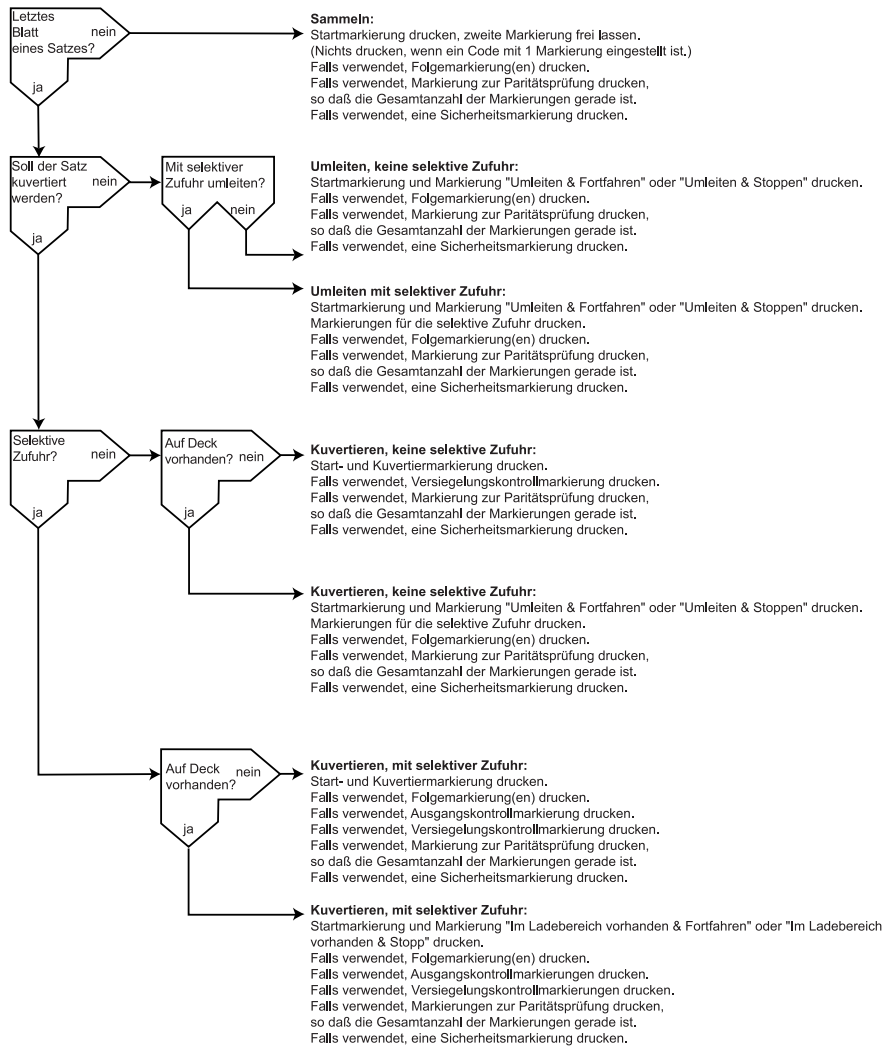 Letztes
Blatt
eines Satzes?
nein
ja
Sammeln:
Startmarkierung drucken, zweite Markierung frei lassen.
(Nichts drucken, wenn ein Code mit 1 Markierung eingestellt ist.)
Falls verwendet, Folgemarkierung(en) drucken.
Falls verwendet, Markierung zur Paritätsprüfung drucken,
so daß die Gesamtanzahl der Markierungen gerade ist.
Falls verwendet, eine Sicherheitsmarkierung drucken.
Soll der Satz
kuvertiert
werden?
nein
ja
Mit selektiver
Zufuhr umleiten?
ja
nein
Umleiten, keine selektive Zufuhr:
Startmarkierung und Markierung "Umleiten & Fortfahren" oder "Umleiten & Stoppen" drucken.
Falls verwendet, Folgemarkierung(en) drucken.
Falls verwendet, Markierung zur Paritätsprüfung drucken,
so daß die Gesamtanzahl der Markierungen gerade ist.
Falls verwendet, eine Sicherheitsmarkierung drucken.
Umleiten mit selektiver Zufuhr:
Startmarkierung und Markierung "Umleiten & Fortfahren" oder "Umleiten & Stoppen" drucken.
Markierungen für die selektive Zufuhr drucken.
Falls verwendet, Folgemarkierung(en) drucken.
Falls verwendet, Markierung zur Paritätsprüfung drucken,
so daß die Gesamtanzahl der Markierungen gerade ist.
Falls verwendet, eine Sicherheitsmarkierung drucken.
Selektive
Zufuhr?
nein
ja
Auf Deck
vorhanden?
nein
ja
Kuvertieren, keine selektive Zufuhr:
Start- und Kuvertiermarkierung drucken.
Falls verwendet, Versiegelungskontrollmarkierung drucken.
Falls verwendet, Markierung zur Paritätsprüfung drucken,
so daß die Gesamtanzahl der Markierungen gerade ist.
Falls verwendet, eine Sicherheitsmarkierung drucken.
Kuvertieren, keine selektive Zufuhr:
Startmarkierung und Markierung "Umleiten & Fortfahren" oder "Umleiten & Stoppen" drucken.
Markierungen für die selektive Zufuhr drucken.
Falls verwendet, Folgemarkierung(en) drucken.
Falls verwendet, Markierung zur Paritätsprüfung drucken,
so daß die Gesamtanzahl der Markierungen gerade ist.
Falls verwendet, eine Sicherheitsmarkierung drucken.
Auf Deck
vorhanden?
nein
ja
Kuvertieren, mit selektiver Zufuhr:
Start- und Kuvertiermarkierung drucken.
Falls verwendet, Folgemarkierung(en) drucken.
Falls verwendet, Ausgangskontrollmarkierung drucken.
Falls verwendet, Versiegelungskontrollmarkierung drucken.
Falls verwendet, Markierung zur Paritätsprüfung drucken,
so daß die Gesamtanzahl der Markierungen gerade ist.
Falls verwendet, eine Sicherheitsmarkierung drucken.
Kuvertieren, mit selektiver Zufuhr:
Startmarkierung und Markierung "Im Ladebereich vorhanden & Fortfahren" oder "Im Ladebereich
vorhanden & Stopp" drucken.
Falls verwendet, Folgemarkierung(en) drucken.
Falls verwendet, Ausgangskontrollmarkierungen drucken.
Falls verwendet, Versiegelungskontrollmarkierungen drucken.
Falls verwendet, Markierungen zur Paritätsprüfung drucken,
so daß die Gesamtanzahl der Markierungen gerade ist.
Falls verwendet, eine Sicherheitsmarkierung drucken.